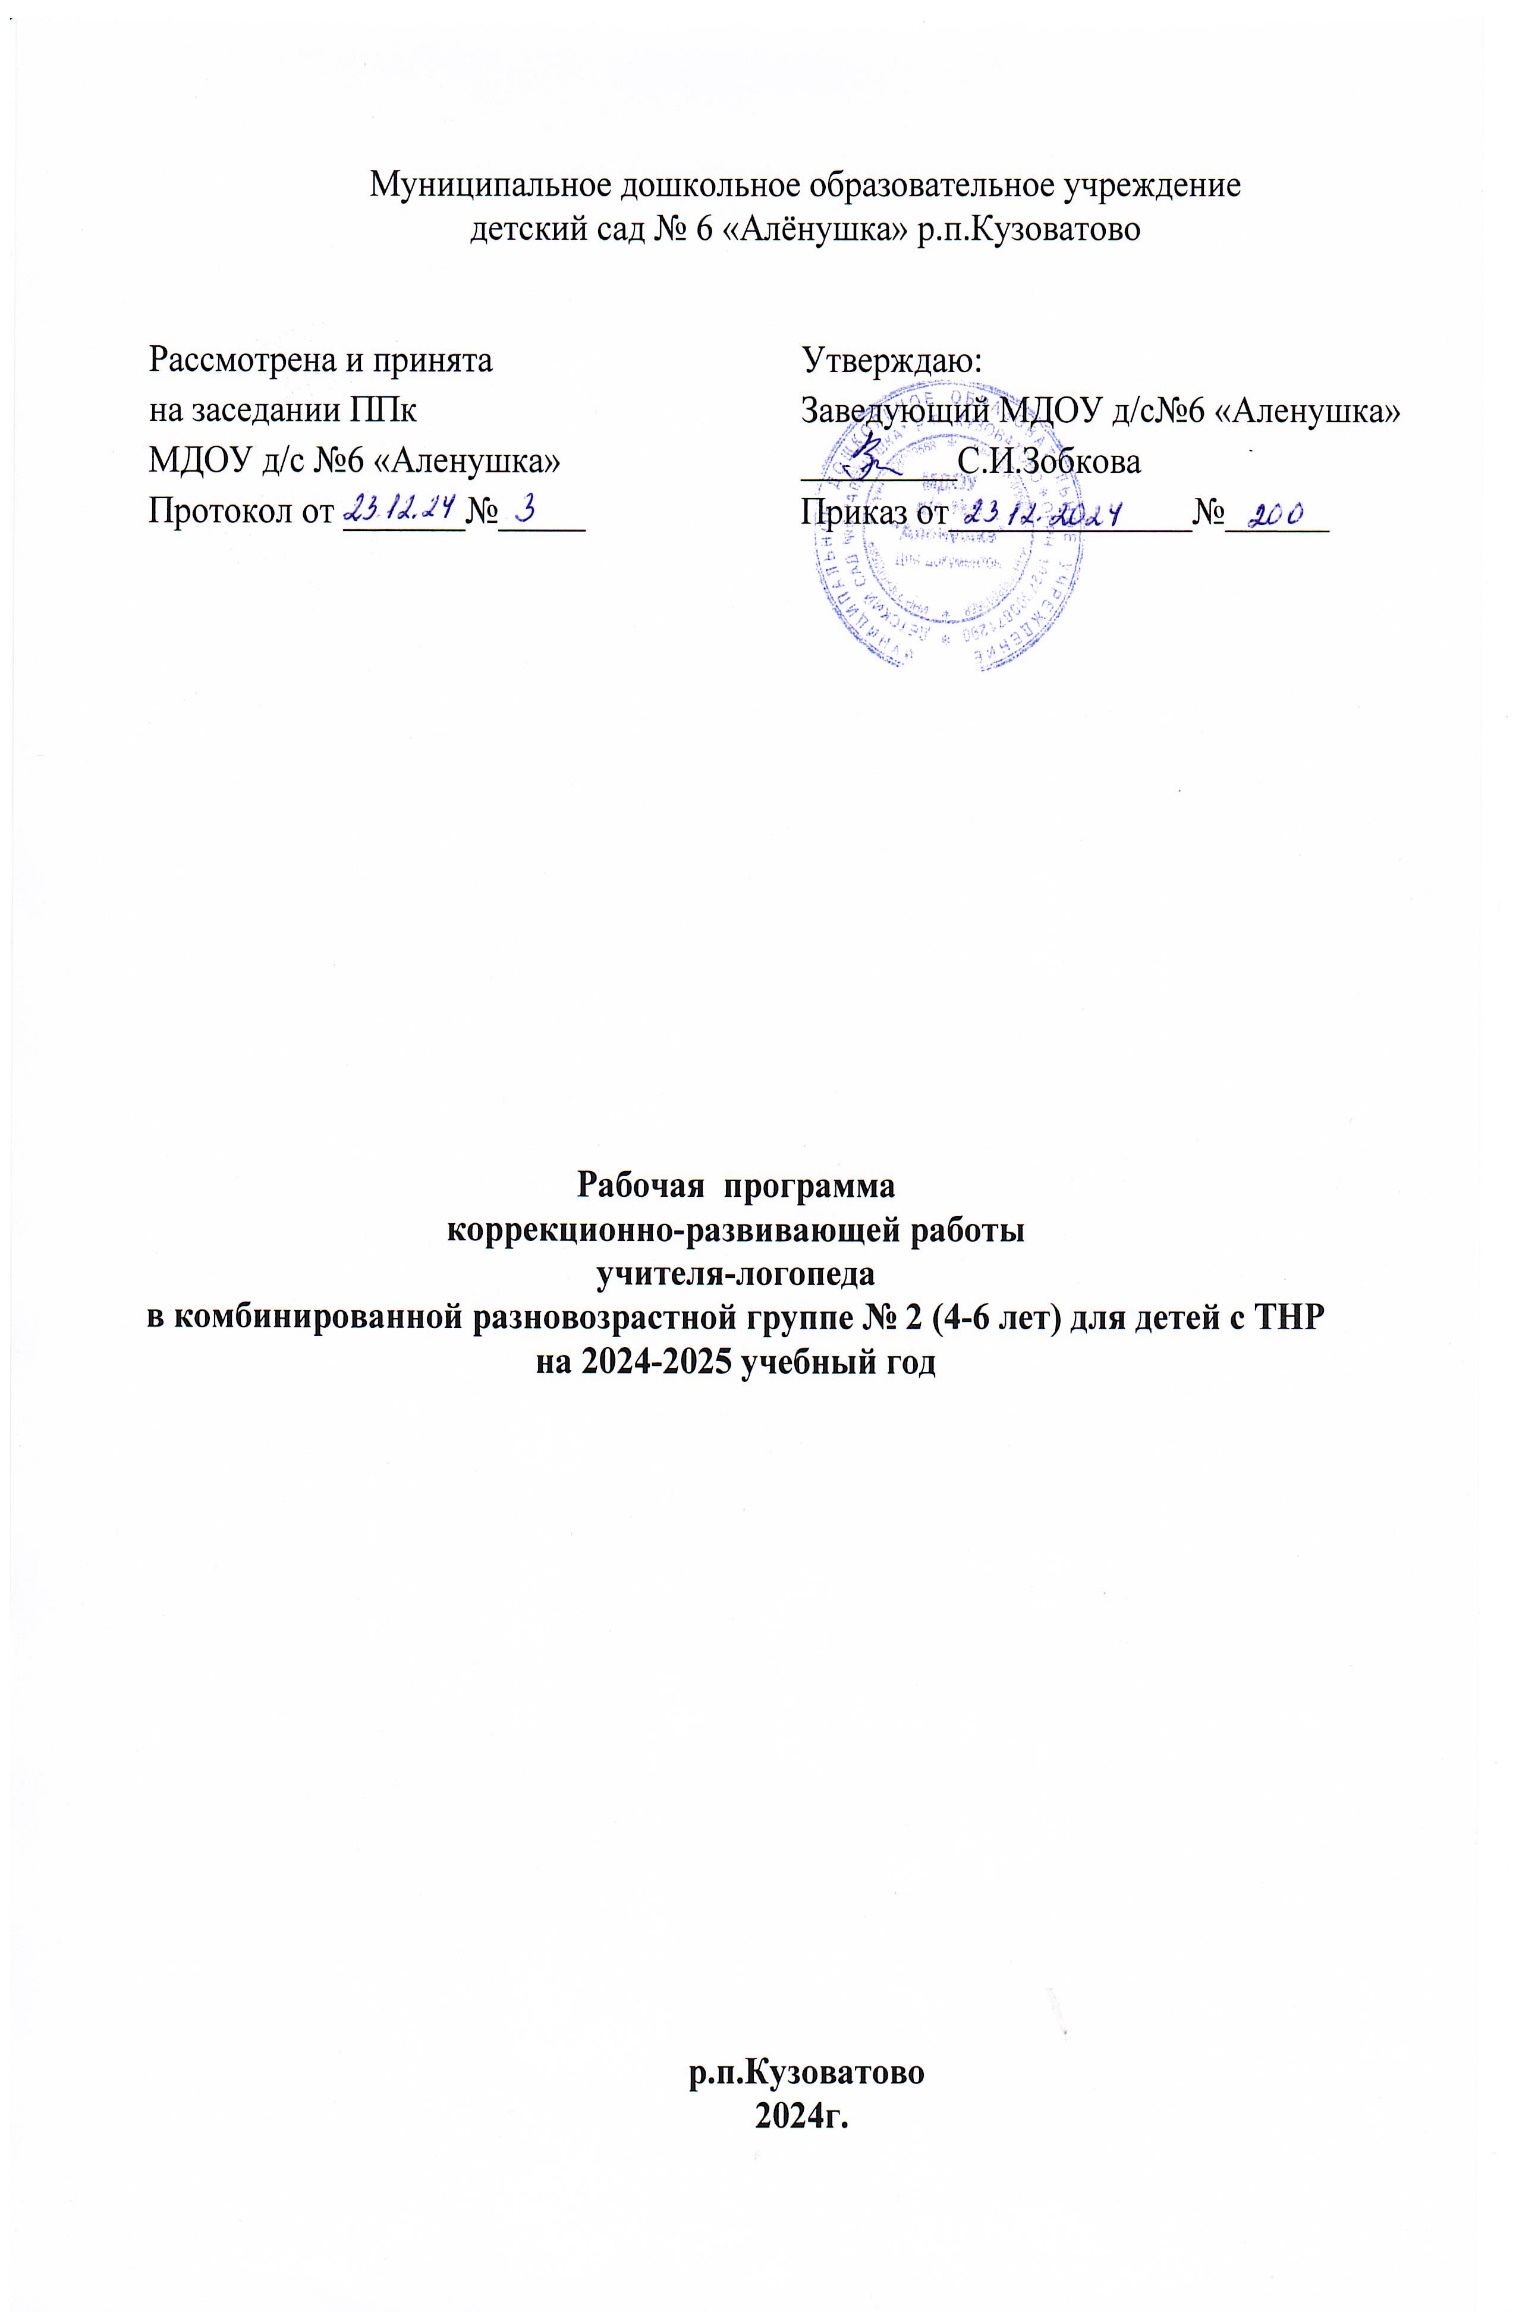 Муниципальное дошкольное образовательное учреждение
детский сад № 6 «Алёнушка» р.п.Кузоватово
Рассмотрена и принята
на заседании ППк
МДОУ д/с №6 «Аленушка»
Протокол от 23.12.24 № 3
Утверждаю:
Заведующий МДОУ д/с№6 «Аленушка»
С.И.Зобкова
Приказ от 23.12.2024 № 200
МДОУ
Для документов
Рабочая программа
коррекционно-развивающей работы
учителя-логопеда
в комбинированной разновозрастной группе № 2 (4-6 лет) для детей с ТНР
на 2024-2025 учебный год
р.п.Кузоватово
2024г.